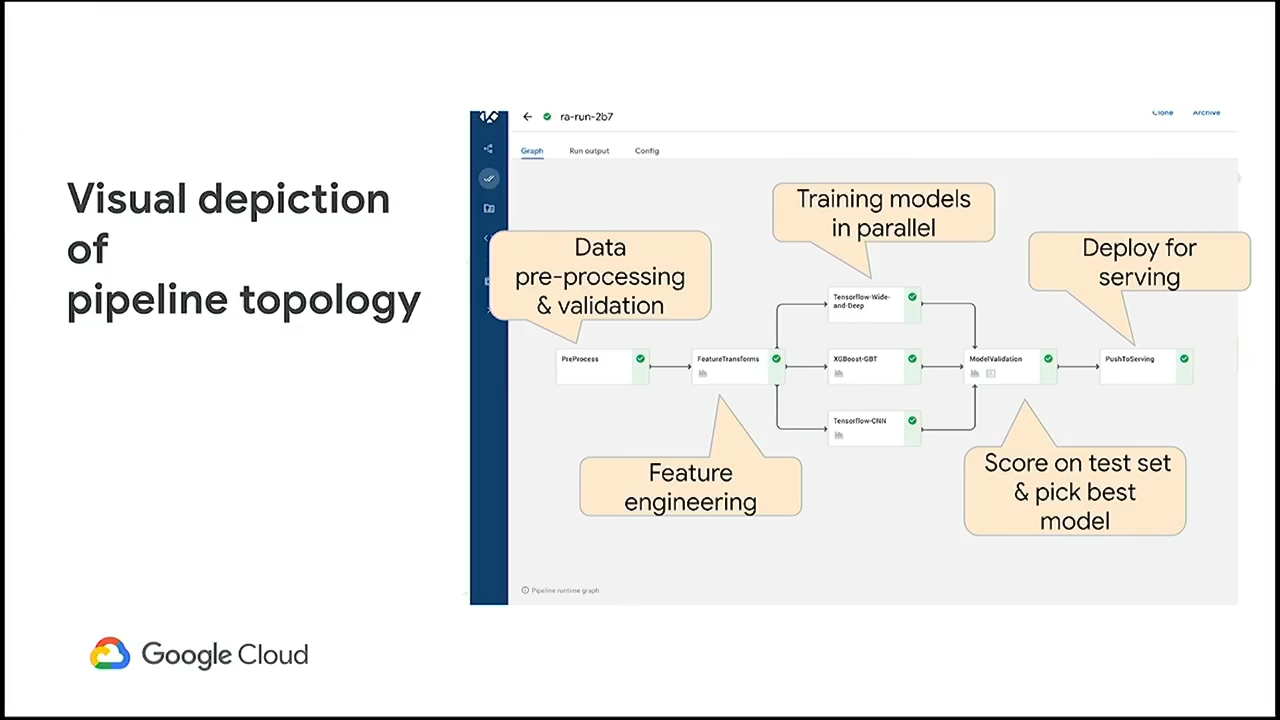 Visual depiction
of
pipeline topology
ra-run-2b7
Clone
Archive
Graph
Run output
Config
Training models
in parallel
Data
pre-processing
& validation
Deploy for
serving
Tensorflow-Wide-
and-Deep
PreProcess
FeatureTransforms
XGBoost-GBT
ModelValidation
PushToServing
Tensorflow-CNN
Feature
engineering
Score on test set
& pick best
model
Pipeline runtime graph
Google Cloud